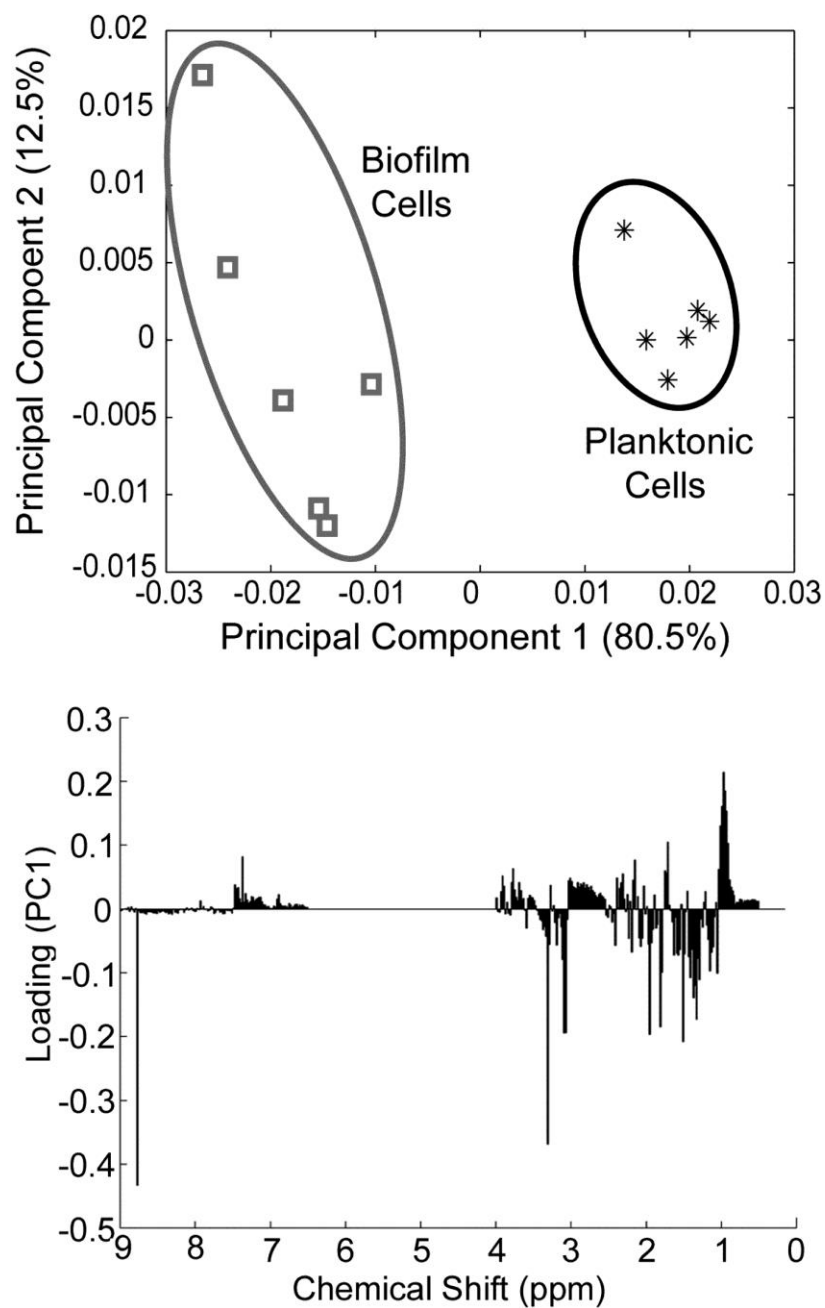 Principal Compoent 2 (12.5%)
0.02
0.015
0.01
0.005
0
-0.005
-0.01
-0.015
Biofilm
Cells
Planktonic
Cells
-0.03 -0.02 -0.01 0 0.01 0.02 0.03
Principal Component 1 (80.5%)
Loading (PC1)
0.3
0.2
0.1
0
-0.1
-0.2
-0.3
-0.4
-0.5
9 8 7 6 5 4 3 2 1 0
Chemical Shift (ppm)